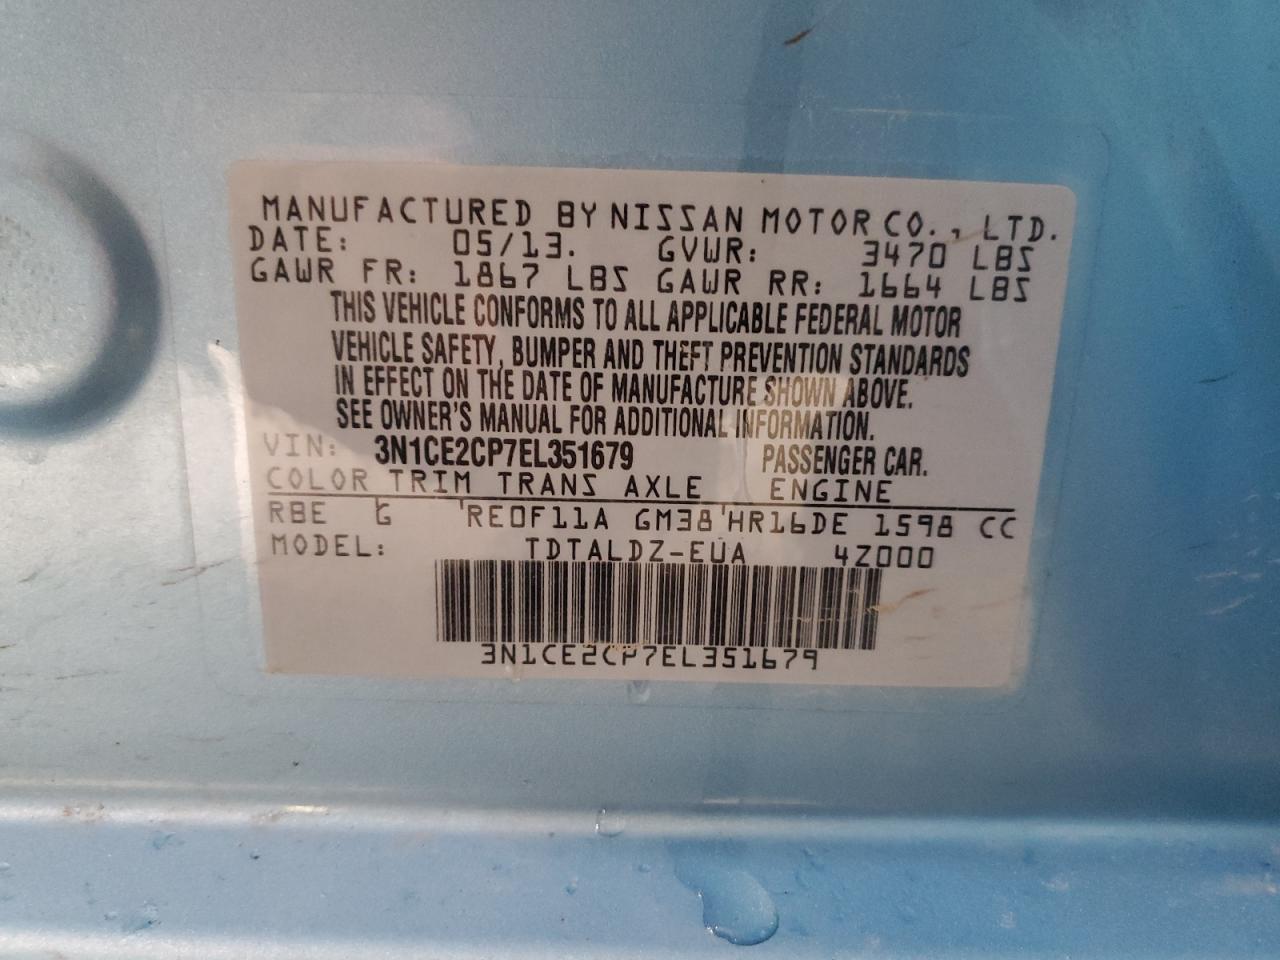 MANUFACTURED BY NISSAN MOTOR CO., LTD.
DATE: 05/13. GVWR: 3470 LBS
GAWR FR: 1867 LBS GAWR RR: 1664 LBS
THIS VEHICLE CONFORMS TO ALL APPLICABLE FEDERAL MOTOR
VEHICLE SAFETY, BUMPER AND THEFT PREVENTION STANDARDS
IN EFFECT ON THE DATE OF MANUFACTURE SHOWN ABOVE.
SEE OWNER'S MANUAL FOR ADDITIONAL INFORMATION.
VIN: 3N1CE2CP7EL351679 PASSENGER CAR.
COLOR TRIM TRANS AXLE ENGINE
RBE G RE0F11A GM38 HR16DE 1598 CC
MODEL: TDTALDZ-EUA 4Z000
3N1CE2CP7EL351679